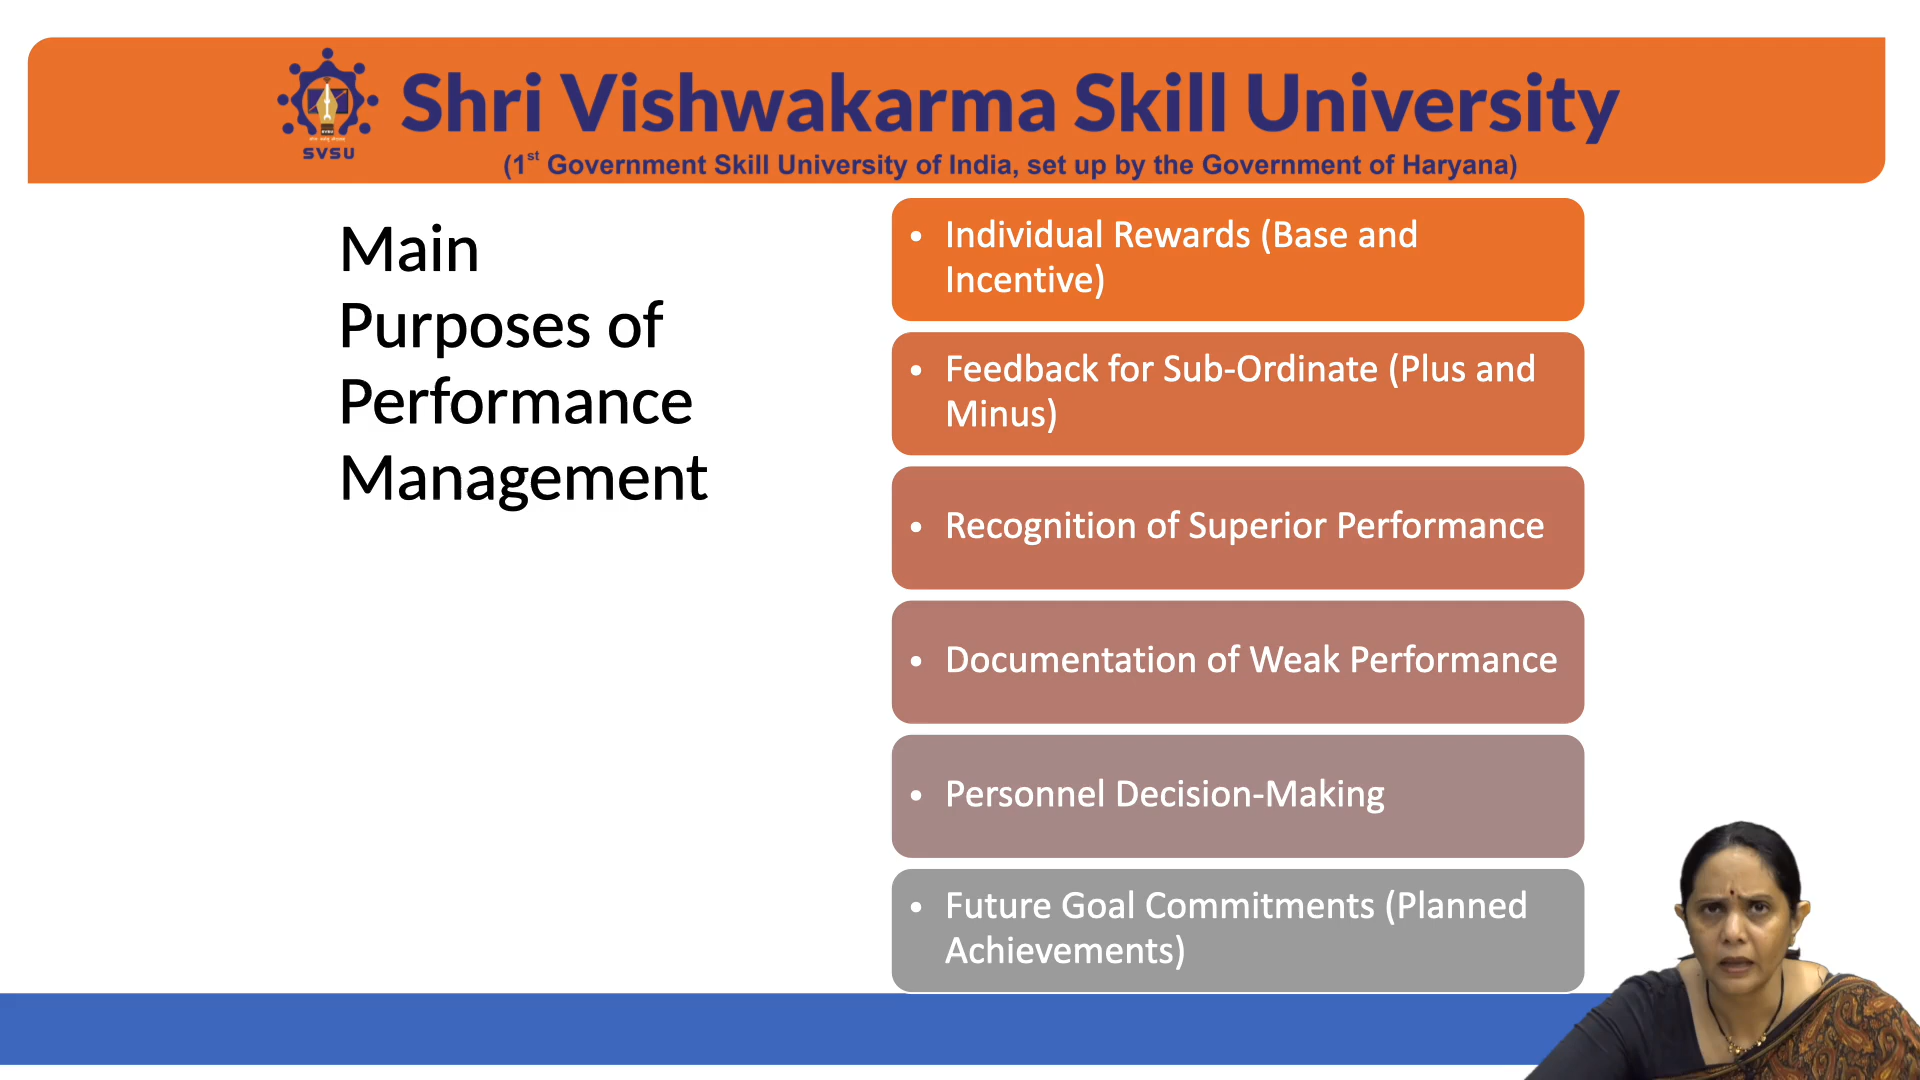 Shri Vishwakarma Skill University
SVSU
(1st Government Skill University of India, set up by the Government of Haryana)
Main
Purposes of
Performance
Management
• Individual Rewards (Base and
Incentive)
• Feedback for Sub-Ordinate (Plus and
Minus)
• Recognition of Superior Performance
• Documentation of Weak Performance
• Personnel Decision-Making
• Future Goal Commitments (Planned
Achievements)